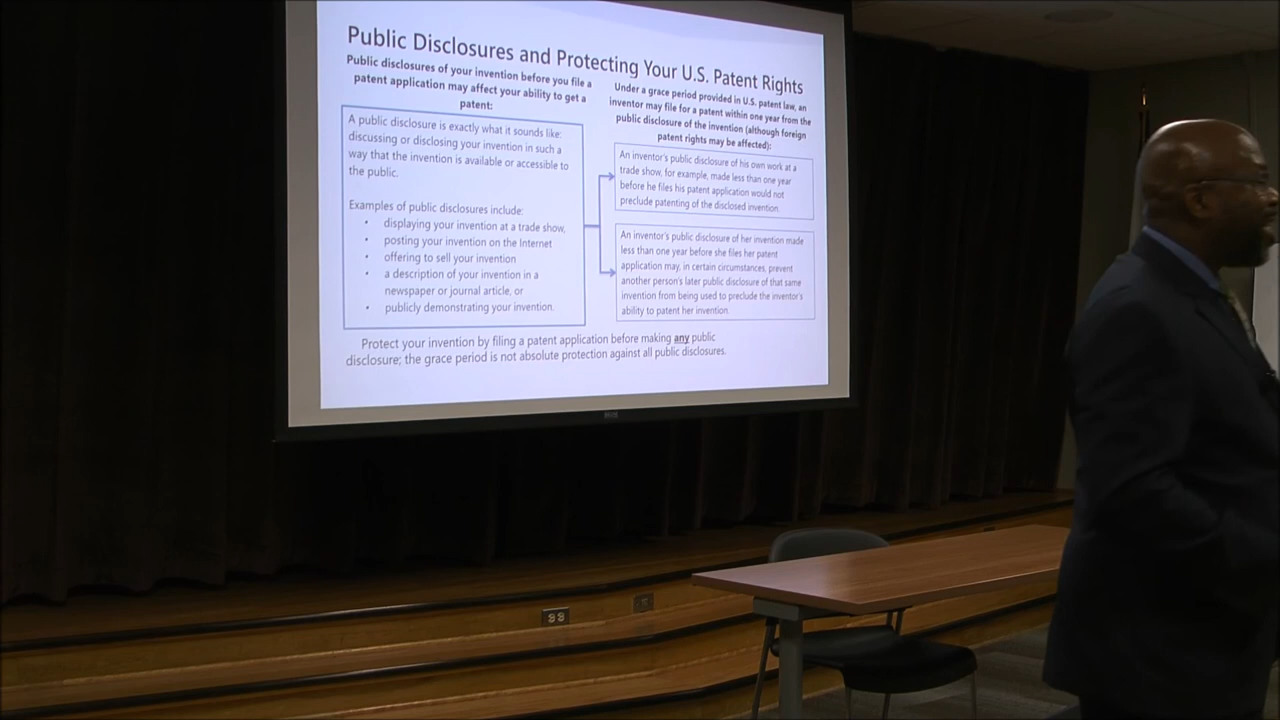 Public Disclosures and Protecting Your U.S. Patent Rights
Public disclosures of your invention before you file a
patent application may affect your ability to get a
patent:
A public disclosure is exactly what it sounds like:
discussing or disclosing your invention in such a
way that the invention is available or accessible to
the public.
Examples of public disclosures include:
• displaying your invention at a trade show,
• posting your invention on the Internet
• offering to sell your invention
• a description of your invention in a
newspaper or journal article, or
• publicly demonstrating your invention.
Under a grace period provided in U.S. patent law, an
inventor may file for a patent within one year from the
public disclosure of the invention (although foreign
patent rights may be affected):
An inventor's public disclosure of his own work at a
trade show, for example, made less than one year
before he files his patent application would not
preclude patenting of the disclosed invention.
An inventor's public disclosure of her invention made
less than one year before she files her patent
application may, in certain circumstances, prevent
another person's later public disclosure of that same
invention from being used to preclude the inventor's
ability to patent her invention.
Protect your invention by filing a patent application before making any public
disclosure; the grace period is not absolute protection against all public disclosures.